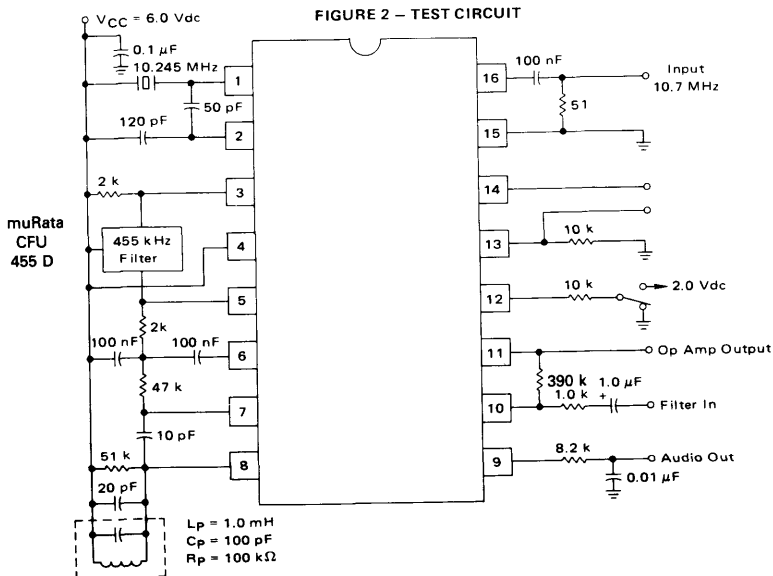 FIGURE 2 – TEST CIRCUIT
VCC = 6.0 Vdc
0.1 µF
10.245 MHz
50 pF
120 pF
2 k
muRata
CFU
455 D
455 kHz
Filter
2k
100 nF
100 nF
47 k
10 pF
51 k
20 pF
Lp = 1.0 mH
Cp = 100 pF
Rp = 100 kΩ
1
2
3
4
5
6
7
8
16
15
14
13
12
11
10
9
100 nF
Input
10.7 MHz
51
10 k
10 k
2.0 Vdc
Op Amp Output
390 k
1.0 µF
1.0 k
+
Filter In
8.2 k
Audio Out
0.01 µF